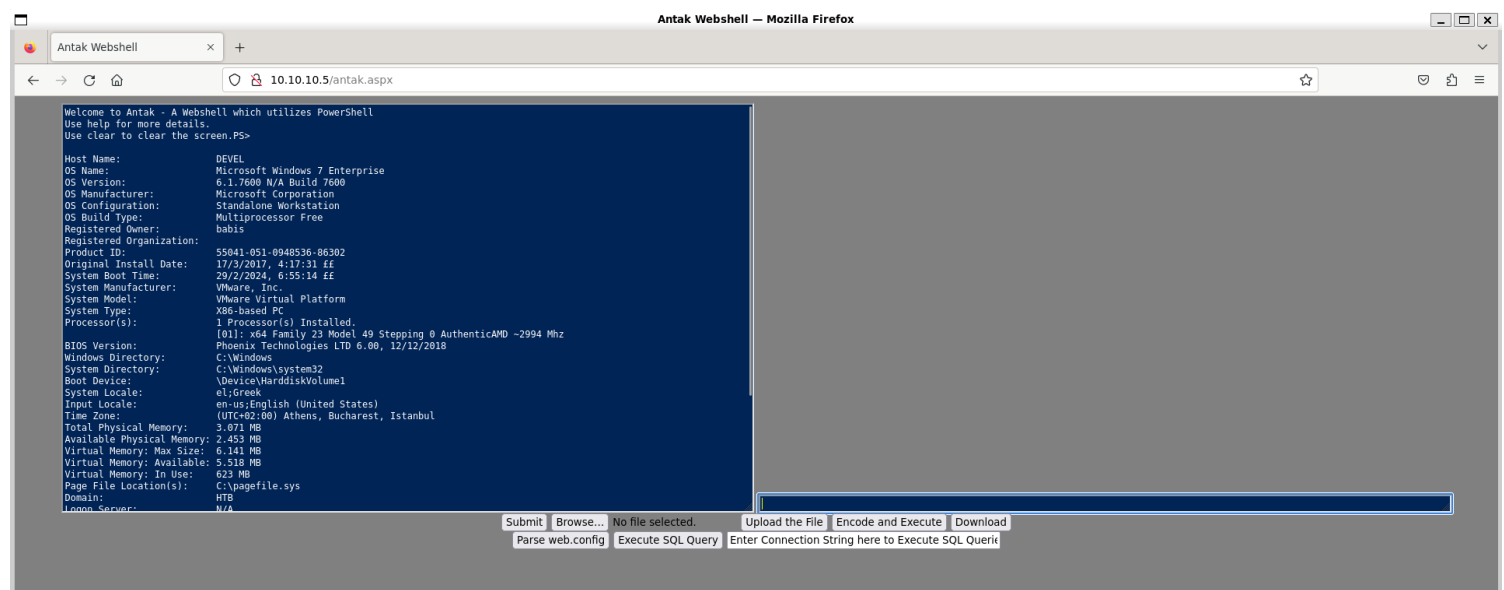 Antak Webshell — Mozilla Firefox
Antak Webshell
10.10.10.5/antak.aspx
Welcome to Antak - A Webshell which utilizes PowerShell
Use help for more details.
Use clear to clear the screen.PS>
Host Name: DEVEL
OS Name: Microsoft Windows 7 Enterprise
OS Version: 6.1.7600 N/A Build 7600
OS Manufacturer: Microsoft Corporation
OS Configuration: Standalone Workstation
OS Build Type: Multiprocessor Free
Registered Owner: babis
Registered Organization:
Product ID: 55041-051-0948536-86302
Original Install Date: 17/3/2017, 4:17:31 ££
System Boot Time: 29/2/2024, 6:55:14 ££
System Manufacturer: VMware, Inc.
System Model: VMware Virtual Platform
System Type: X86-based PC
Processor(s): 1 Processor(s) Installed.
[01]: x64 Family 23 Model 49 Stepping 0 AuthenticAMD ~2994 Mhz
BIOS Version: Phoenix Technologies LTD 6.00, 12/12/2018
Windows Directory: C:\Windows
System Directory: C:\Windows\system32
Boot Device: \Device\HarddiskVolume1
System Locale: el;Greek
Input Locale: en-us;English (United States)
Time Zone: (UTC+02:00) Athens, Bucharest, Istanbul
Total Physical Memory: 3.071 MB
Available Physical Memory: 2.453 MB
Virtual Memory: Max Size: 6.141 MB
Virtual Memory: Available: 5.518 MB
Virtual Memory: In Use: 623 MB
Page File Location(s): C:\pagefile.sys
Domain: HTB
Logon Server: N/A
Submit Browse... No file selected. Upload the File Encode and Execute Download
Parse web.config Execute SQL Query Enter Connection String here to Execute SQL Querie